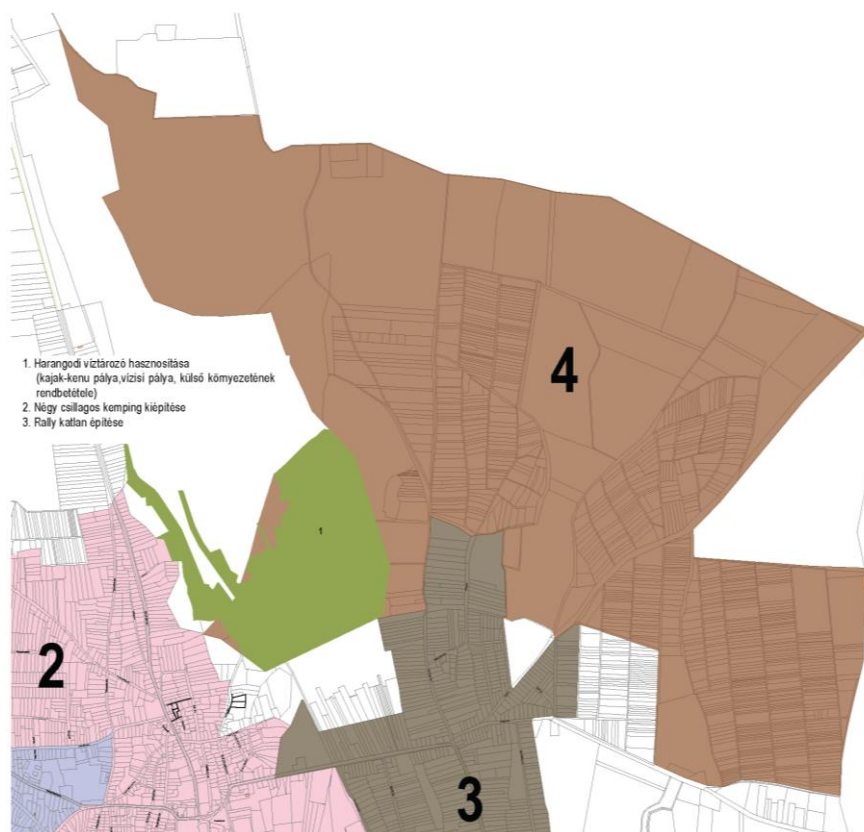 4
1. Harangodi víztározó hasznosítása
(kajak-kenu pálya,vízisí pálya, külső környezetének
rendbetétele)
2. Négy csillagos kemping kiépítése
3. Rally katlan építése
1
2
3